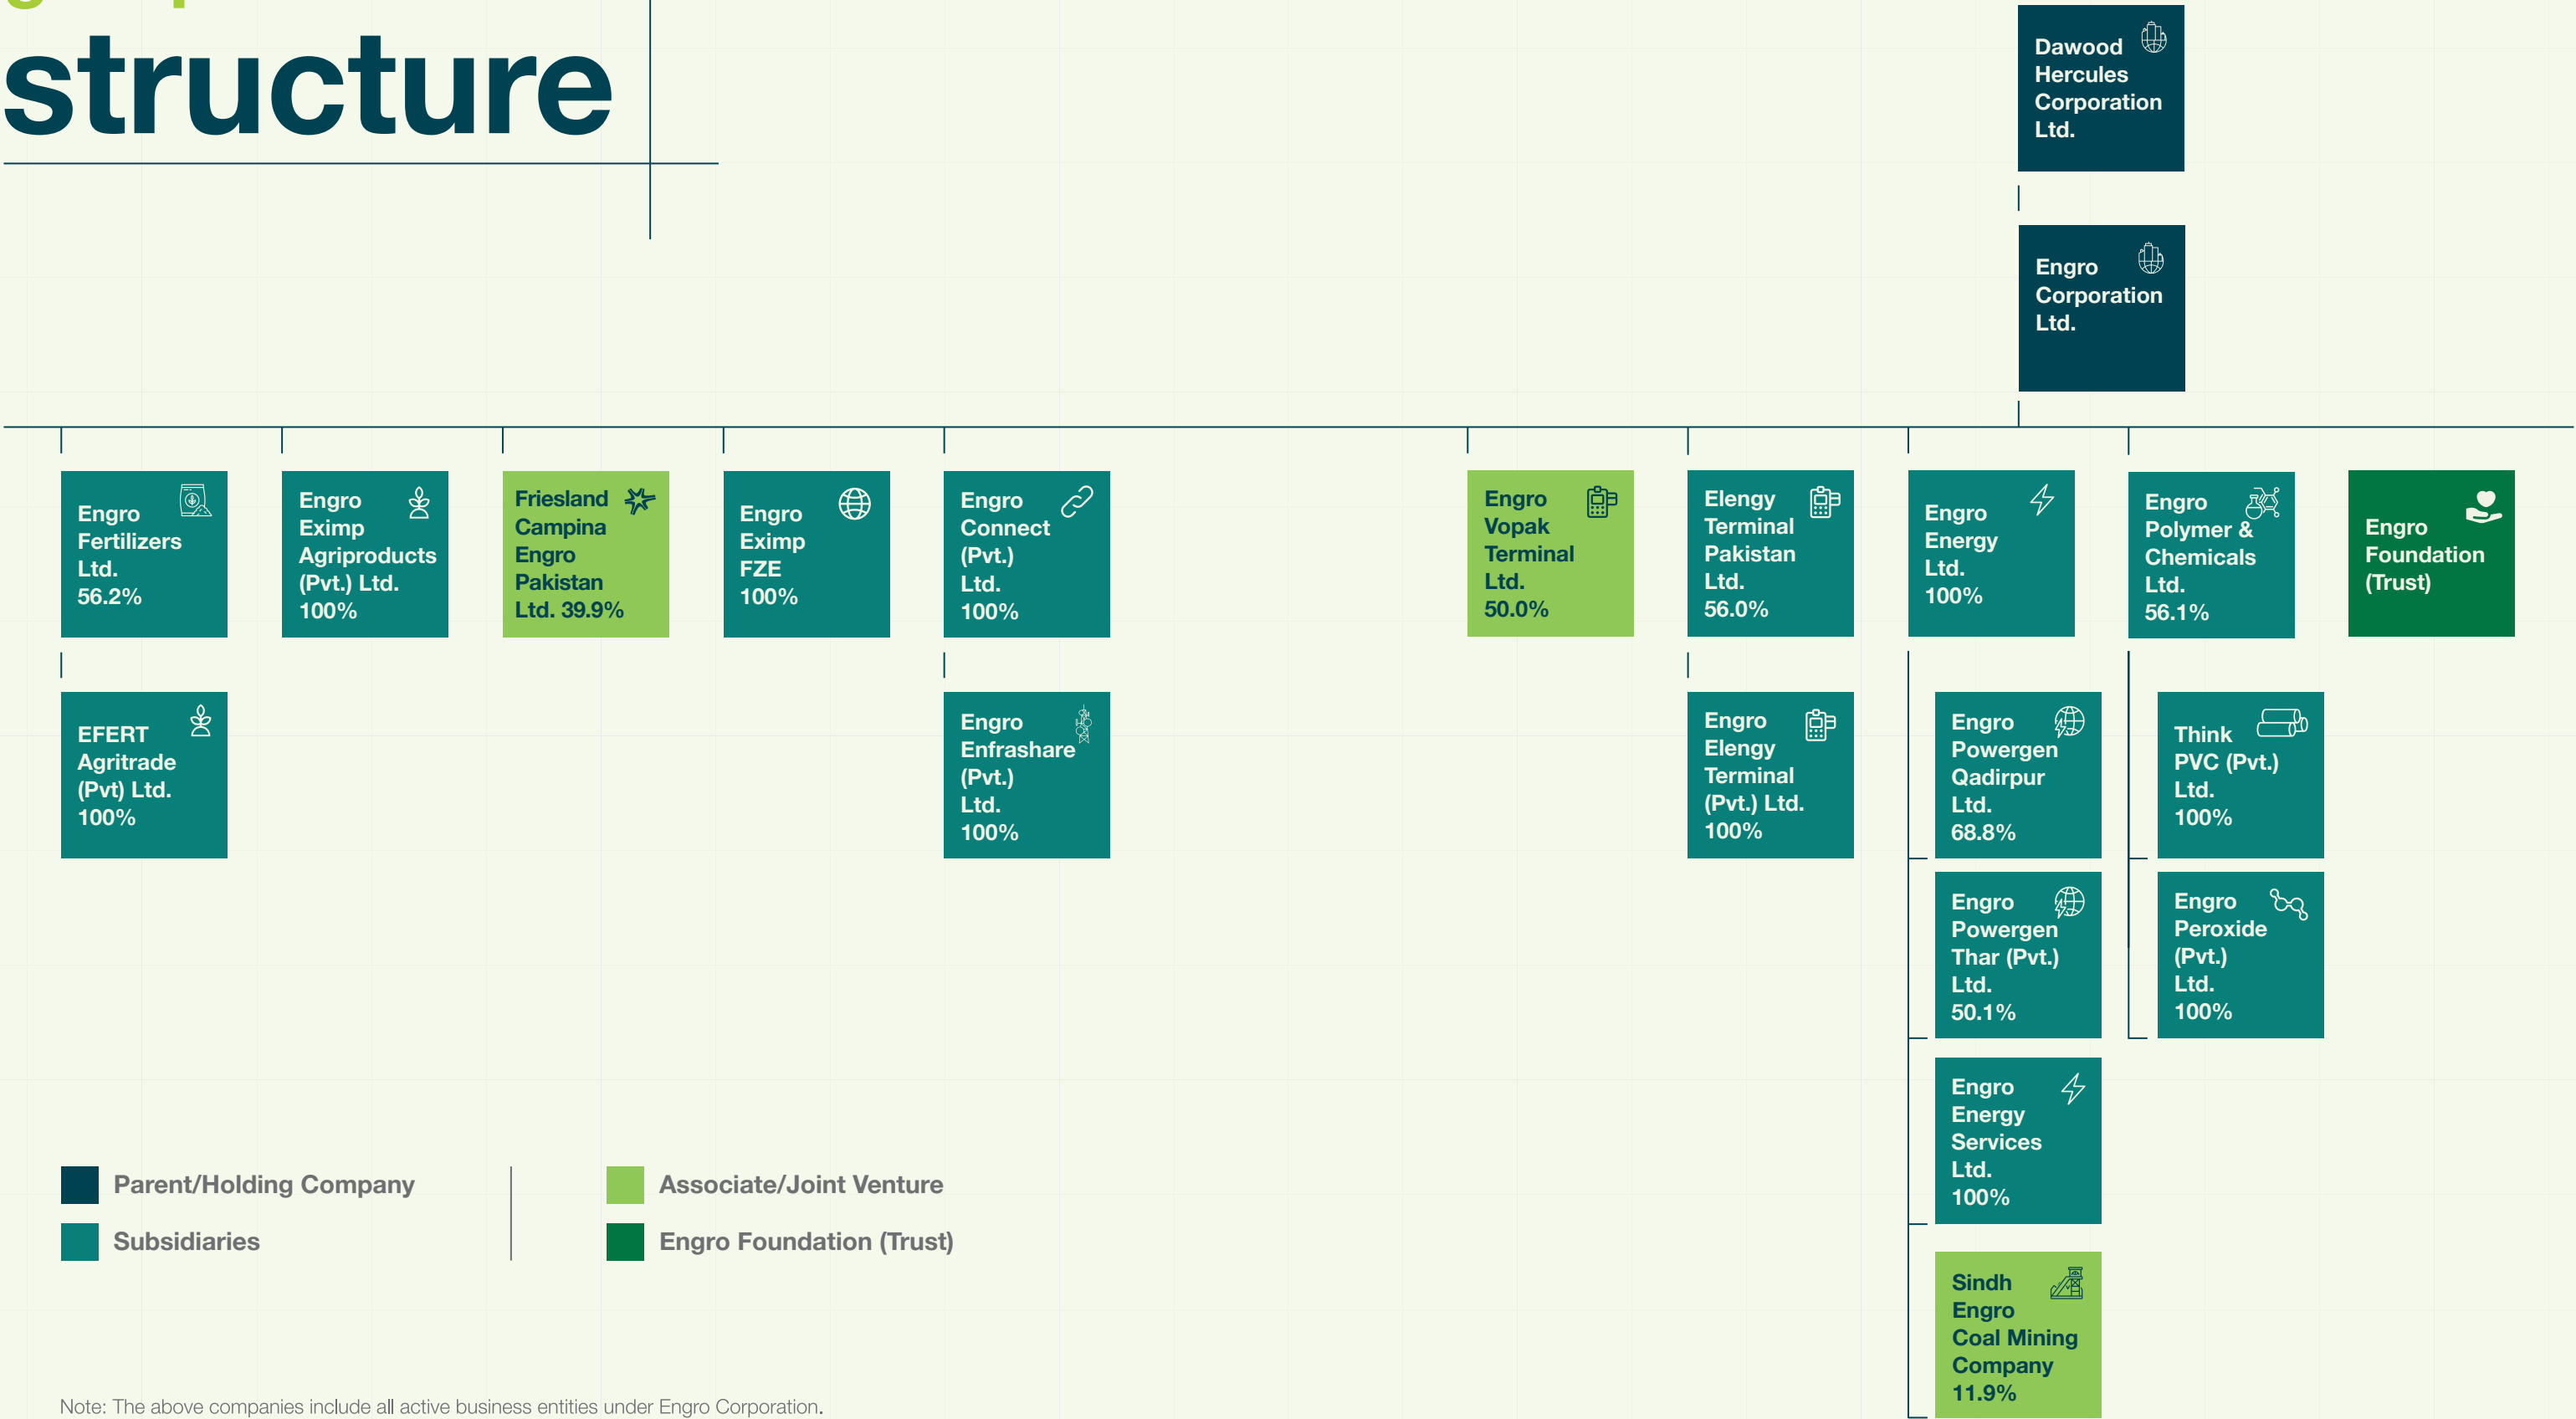 structure
Dawood
Hercules
Corporation
Ltd.
Engro
Corporation
Ltd.
Engro
Fertilizers
Ltd.
56.2%
Engro
Eximp
Agriproducts
(Pvt.) Ltd.
100%
Friesland
Campina
Engro
Pakistan
Ltd. 39.9%
Engro
Eximp
FZE
100%
Engro
Connect
(Pvt.)
Ltd.
100%
Engro
Vopak
Terminal
Ltd.
50.0%
Elengy
Terminal
Pakistan
Ltd.
56.0%
Engro
Energy
Ltd.
100%
Engro
Polymer &
Chemicals
Ltd.
56.1%
Engro
Foundation
(Trust)
EFERT
Agritrade
(Pvt) Ltd.
100%
Engro
Enfrashare
(Pvt.)
Ltd.
100%
Engro
Elengy
Terminal
(Pvt.) Ltd.
100%
Engro
Powergen
Qadirpur
Ltd.
68.8%
Think
PVC (Pvt.)
Ltd.
100%
Engro
Powergen
Thar (Pvt.)
Ltd.
50.1%
Engro
Peroxide
(Pvt.)
Ltd.
100%
Engro
Energy
Services
Ltd.
100%
Sindh
Engro
Coal Mining
Company
11.9%
Parent/Holding Company
Subsidiaries
Associate/Joint Venture
Engro Foundation (Trust)
Note: The above companies include all active business entities under Engro Corporation.